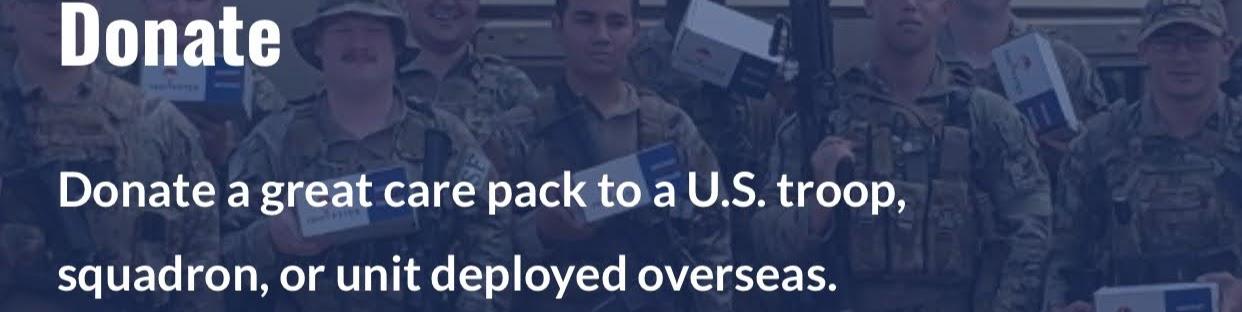 Donate
Donate a great care pack to a U.S. troop,
squadron, or unit deployed overseas.